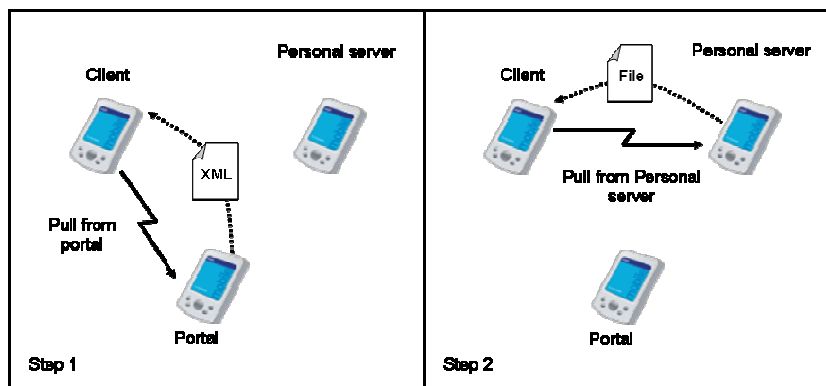 Personal server
Client
XML
Pull from
portal
Portal
Step 1
Personal server
Client
File
Pull from Personal
server
Portal
Step 2